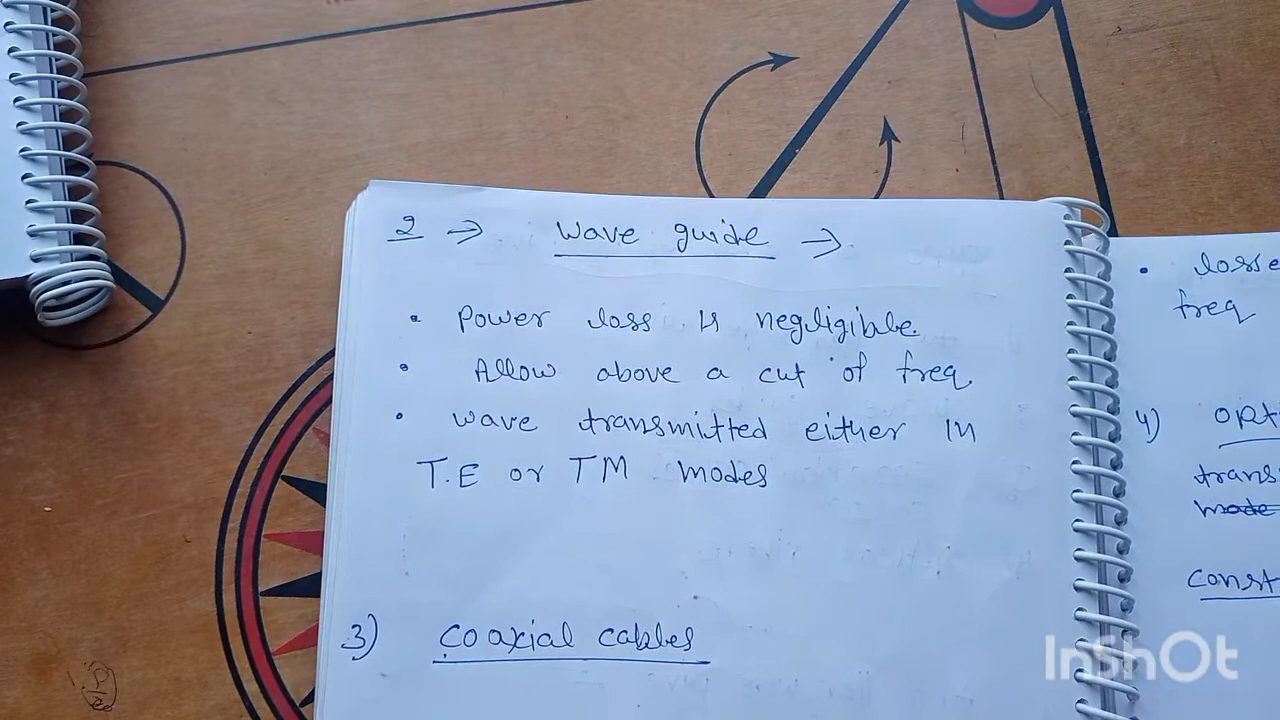 2 → Wave guide →
• Power loss is negligible.
• Allow above a cut of freq.
• Wave transmitted either in
T.E or TM modes
3) coaxial cables
• losse
freq
4) opt
trans
mode
const
InShOt